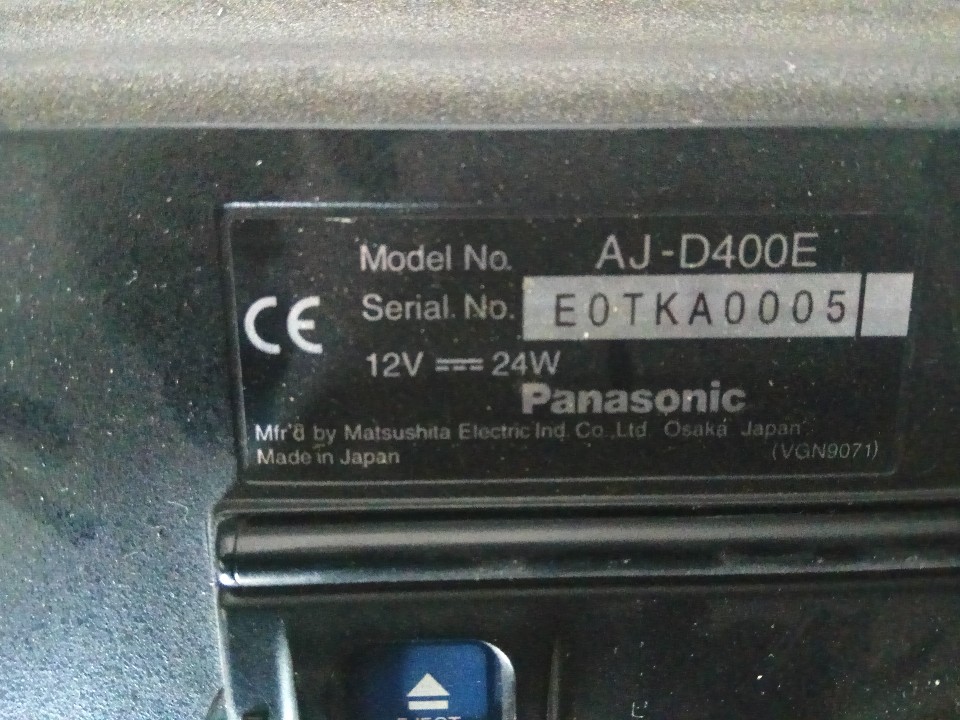 Model No. AJ-D400E
Serial. No. E0TKA0005
CE
12V 24W
Panasonic
Mfr'd by Matsushita Electric Ind. Co.,Ltd Osaka Japan
Made in Japan (VGN9071)
EJECT